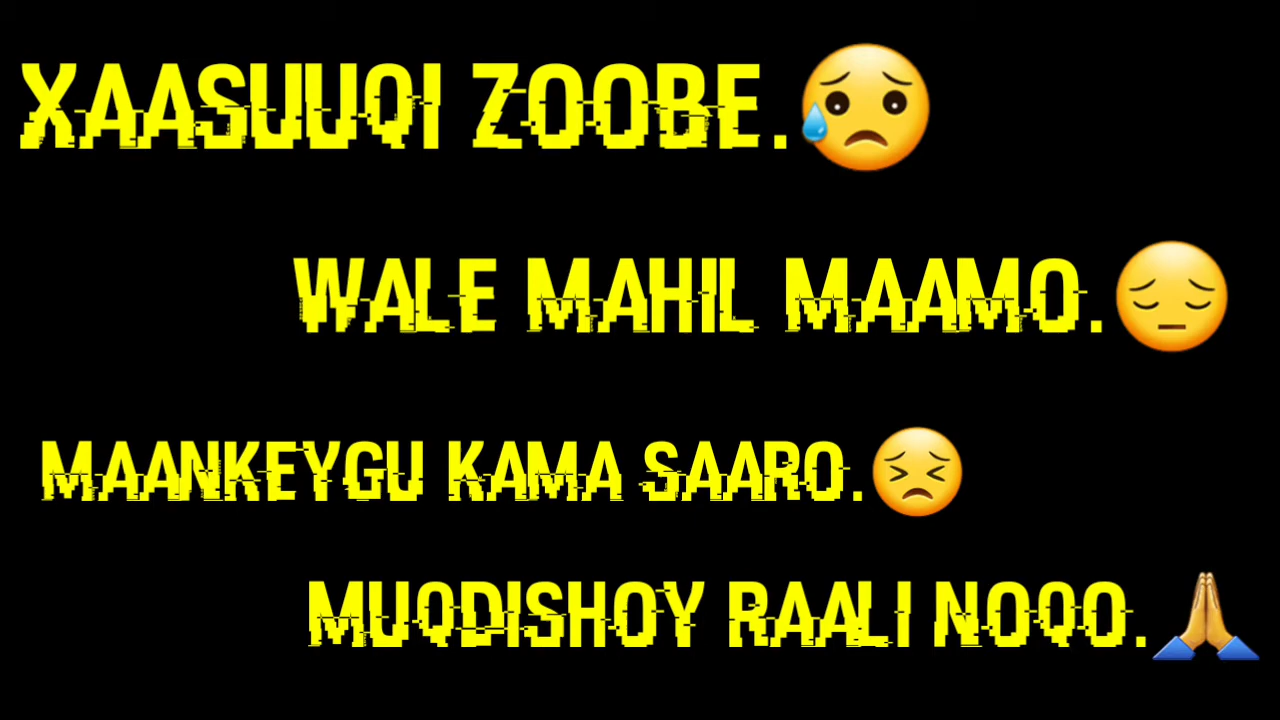 XAASUUQI ZOOBE.😥
WALE MAHIL MAAMO.😔
MAANKEYGU KAMA SAARO.😣
MUQDISHOY RAALI NOQO.🙏